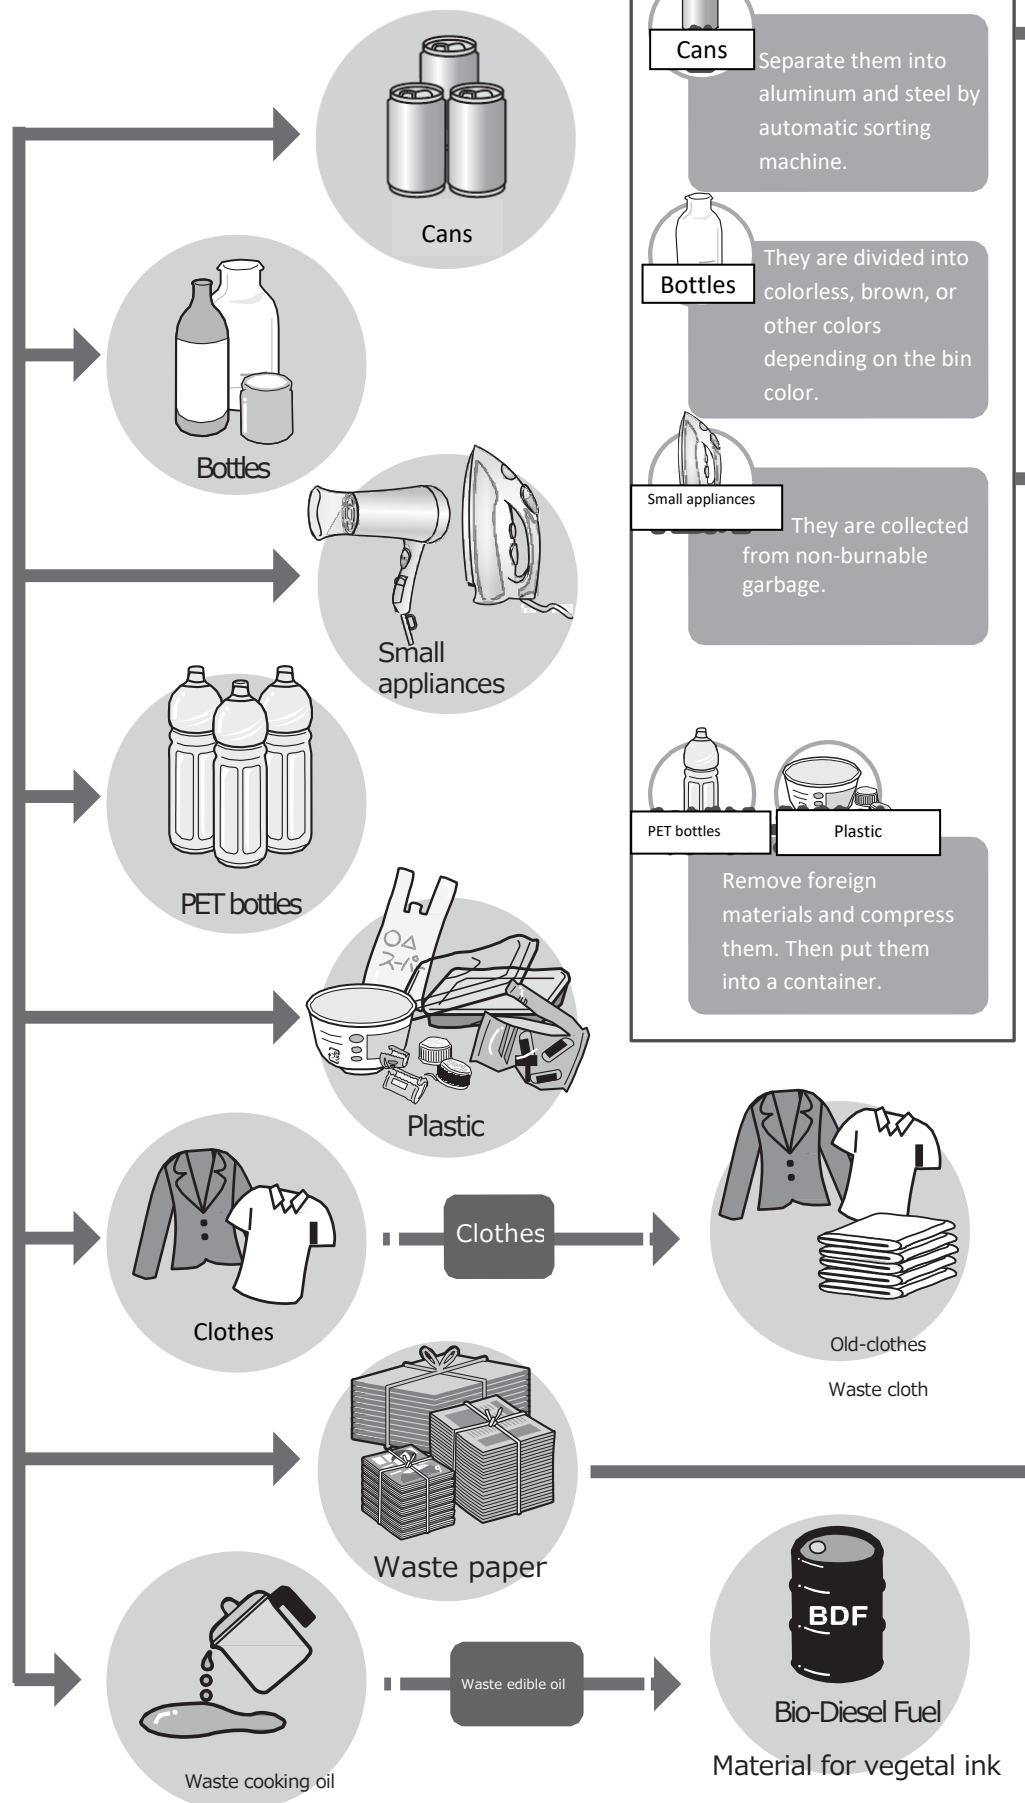 Cans
Bottles
Small
appliances
PET bottles
○△
スーパー
Plastic
Clothes
Waste paper
Waste cooking oil
Cans
Separate them into
aluminum and steel by
automatic sorting
machine.
Bottles
They are divided into
colorless, brown, or
other colors
depending on the bin
color.
Small appliances
They are collected
from non-burnable
garbage.
PET bottles
Plastic
Remove foreign
materials and compress
them. Then put them
into a container.
Clothes
Old-clothes
Waste cloth
Waste edible oil
BDF
Bio-Diesel Fuel
Material for vegetal ink